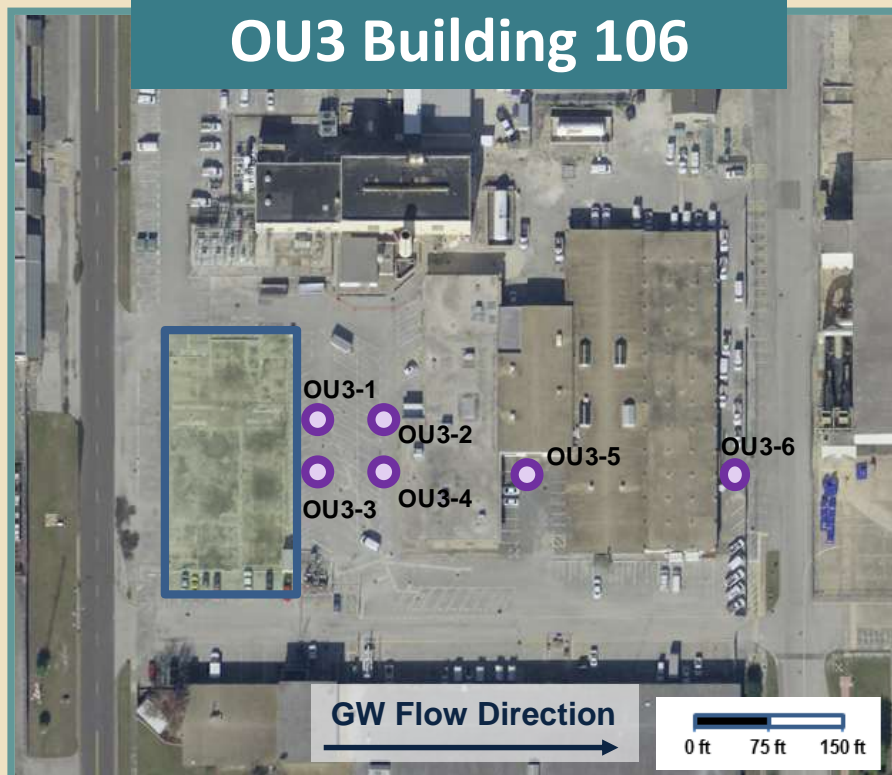 OU3 Building 106
OU3-1
OU3-2
OU3-3
OU3-4
OU3-5
OU3-6
GW Flow Direction
0 ft 75 ft 150 ft